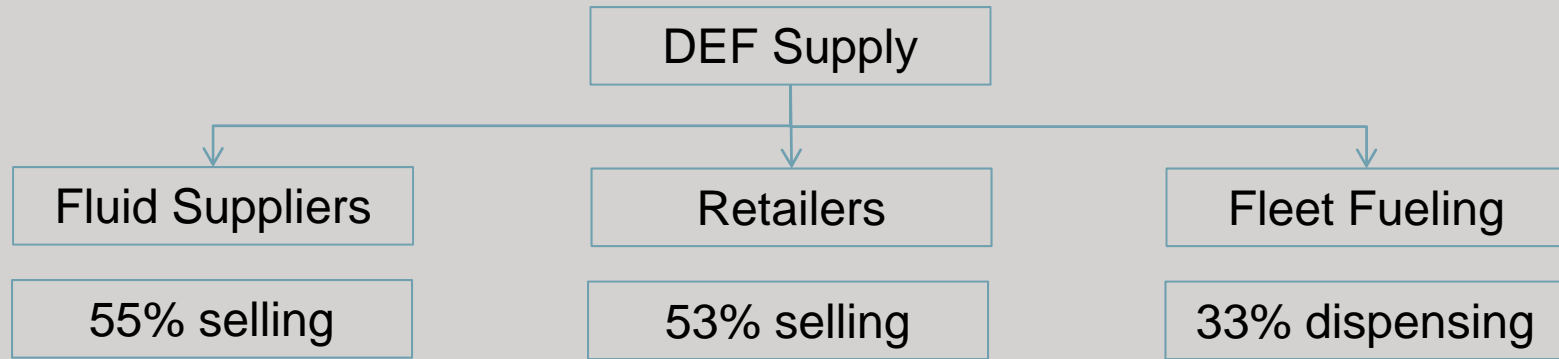 DEF Supply
Fluid Suppliers
Retailers
Fleet Fueling
55% selling
53% selling
33% dispensing